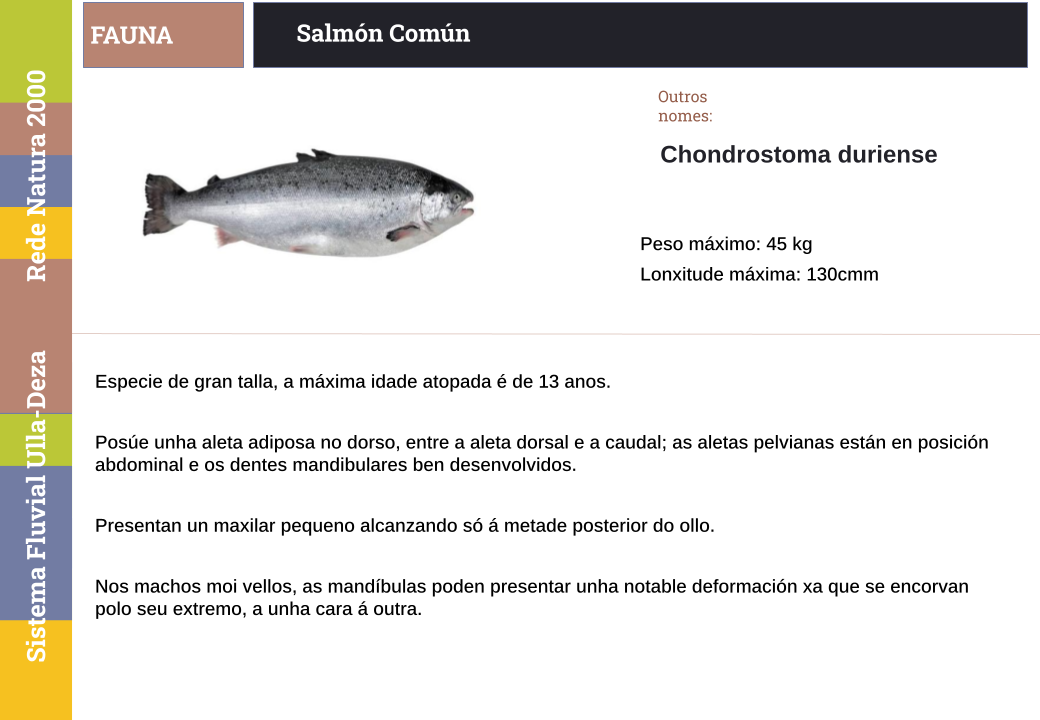 FAUNA
Salmón Común
Rede Natura 2000
Sistema Fluvial Ulla-Deza
Outros
nomes:
Chondrostoma duriense
Peso máximo: 45 kg
Lonxitude máxima: 130cmm
Especie de gran talla, a máxima idade atopada é de 13 anos.
Posúe unha aleta adiposa no dorso, entre a aleta dorsal e a caudal; as aletas pelvianas están en posición
abdominal e os dentes mandibulares ben desenvolvidos.
Presentan un maxilar pequeno alcanzando só á metade posterior do ollo.
Nos machos moi vellos, as mandíbulas poden presentar unha notable deformación xa que se encorvan
polo seu extremo, a unha cara á outra.